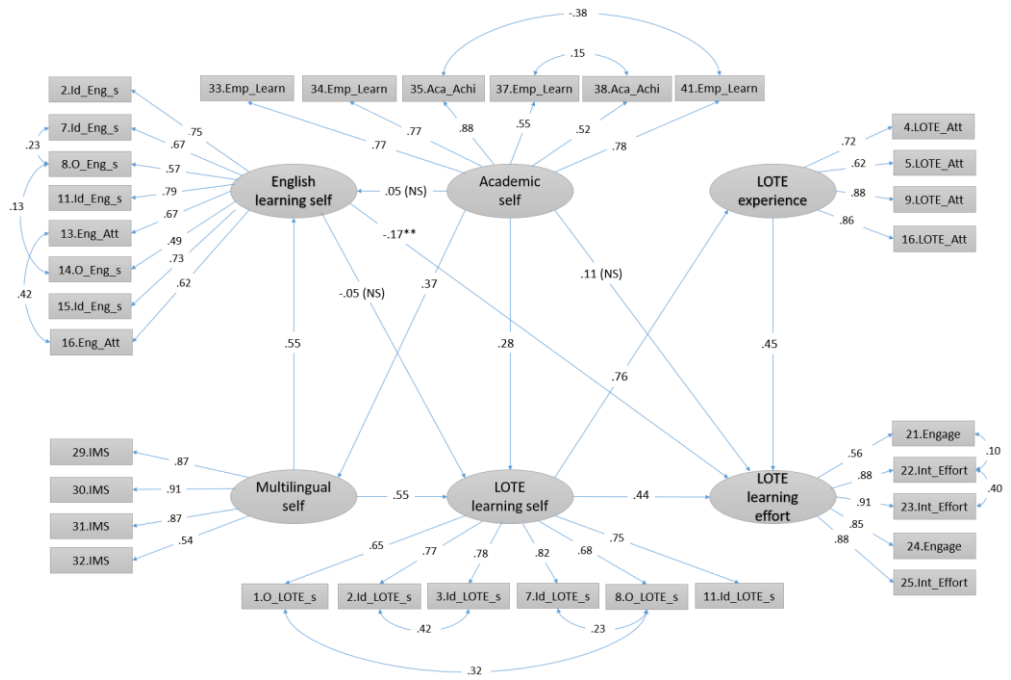 -.38
.15
2.Id_Eng_s
33.Emp_Learn
34.Emp_Learn
35.Aca_Achi
37.Emp_Learn
38.Aca_Achi
41.Emp_Learn
7.Id_Eng_s
8.O_Eng_s
11.Id_Eng_s
13.Eng_Att
14.O_Eng_s
15.Id_Eng_s
16.Eng_Att
.23
.13
.42
.75
.67
.57
.79
.67
.49
.73
.62
.77
.77
.88
.55
.52
.78
4.LOTE_Att
5.LOTE_Att
9.LOTE_Att
16.LOTE_Att
.72
.62
.88
.86
English
learning self
.05 (NS)
Academic
self
LOTE
experience
-.17**
-.05 (NS)
.37
.11 (NS)
.55
.28
.76
.45
29.IMS
30.IMS
31.IMS
32.IMS
.87
.91
.87
.54
Multilingual
self
.55
LOTE
learning self
.44
LOTE
learning
effort
21.Engage
22.Int_Effort
23.Int_Effort
24.Engage
25.Int_Effort
.56
.88
.91
.85
.88
.10
.40
.65
.77
.78
.82
.68
.75
1.O_LOTE_s
2.Id_LOTE_s
3.Id_LOTE_s
7.Id_LOTE_s
8.O_LOTE_s
11.Id_LOTE_s
.42
.23
.32